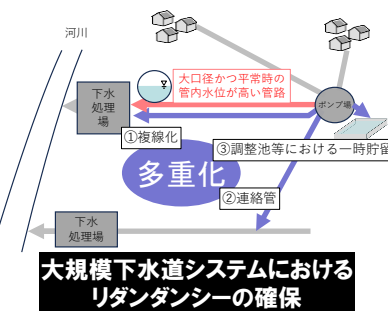 河川
大口径かつ平常時の
管内水位が高い管路
下水
処理
場
ポンプ場
①複線化
③調整池等における一時貯留
多重化
②連絡管
下水
処理場
大規模下水道システムにおける
リダンダンシーの確保